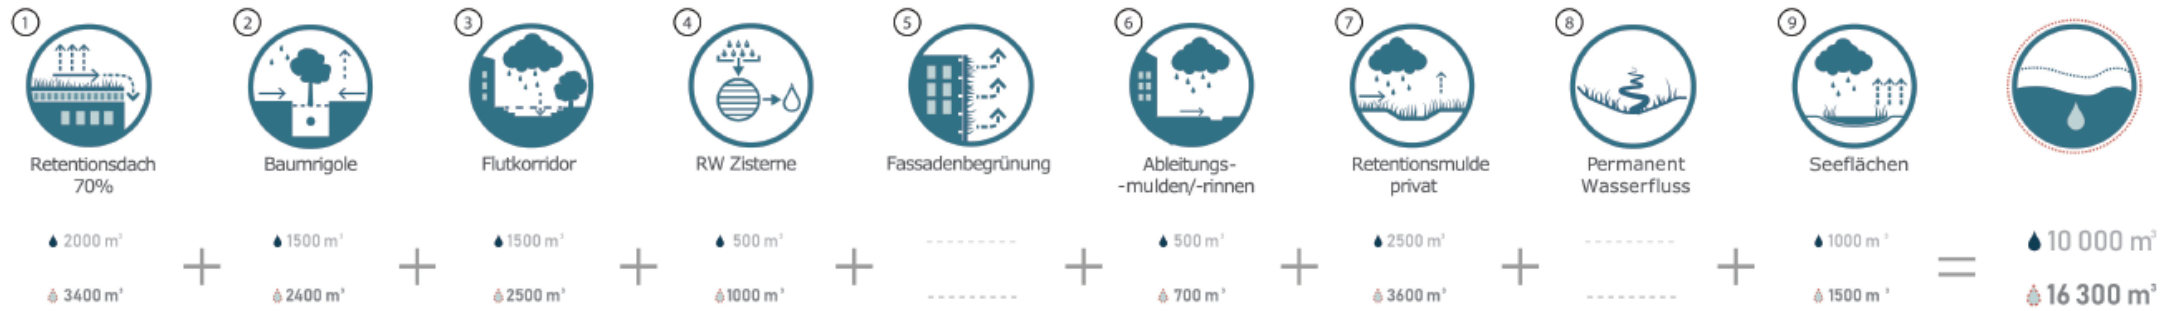 1
Retentionsdach
70%
2000 m³
3400 m³
+
2
Baumrigole
1500 m³
2400 m³
+
3
Flutkorridor
1500 m³
2500 m³
+
4
RW Zisterne
500 m³
1000 m³
+
5
Fassadenbegrünung
+
6
Ableitungs-
-mulden/-rinnen
500 m³
700 m³
+
7
Retentionsmulde
privat
2500 m³
3600 m³
+
8
Permanent
Wasserfluss
+
9
Seeflächen
1000 m³
1500 m³
=
10 000 m³
16 300 m³